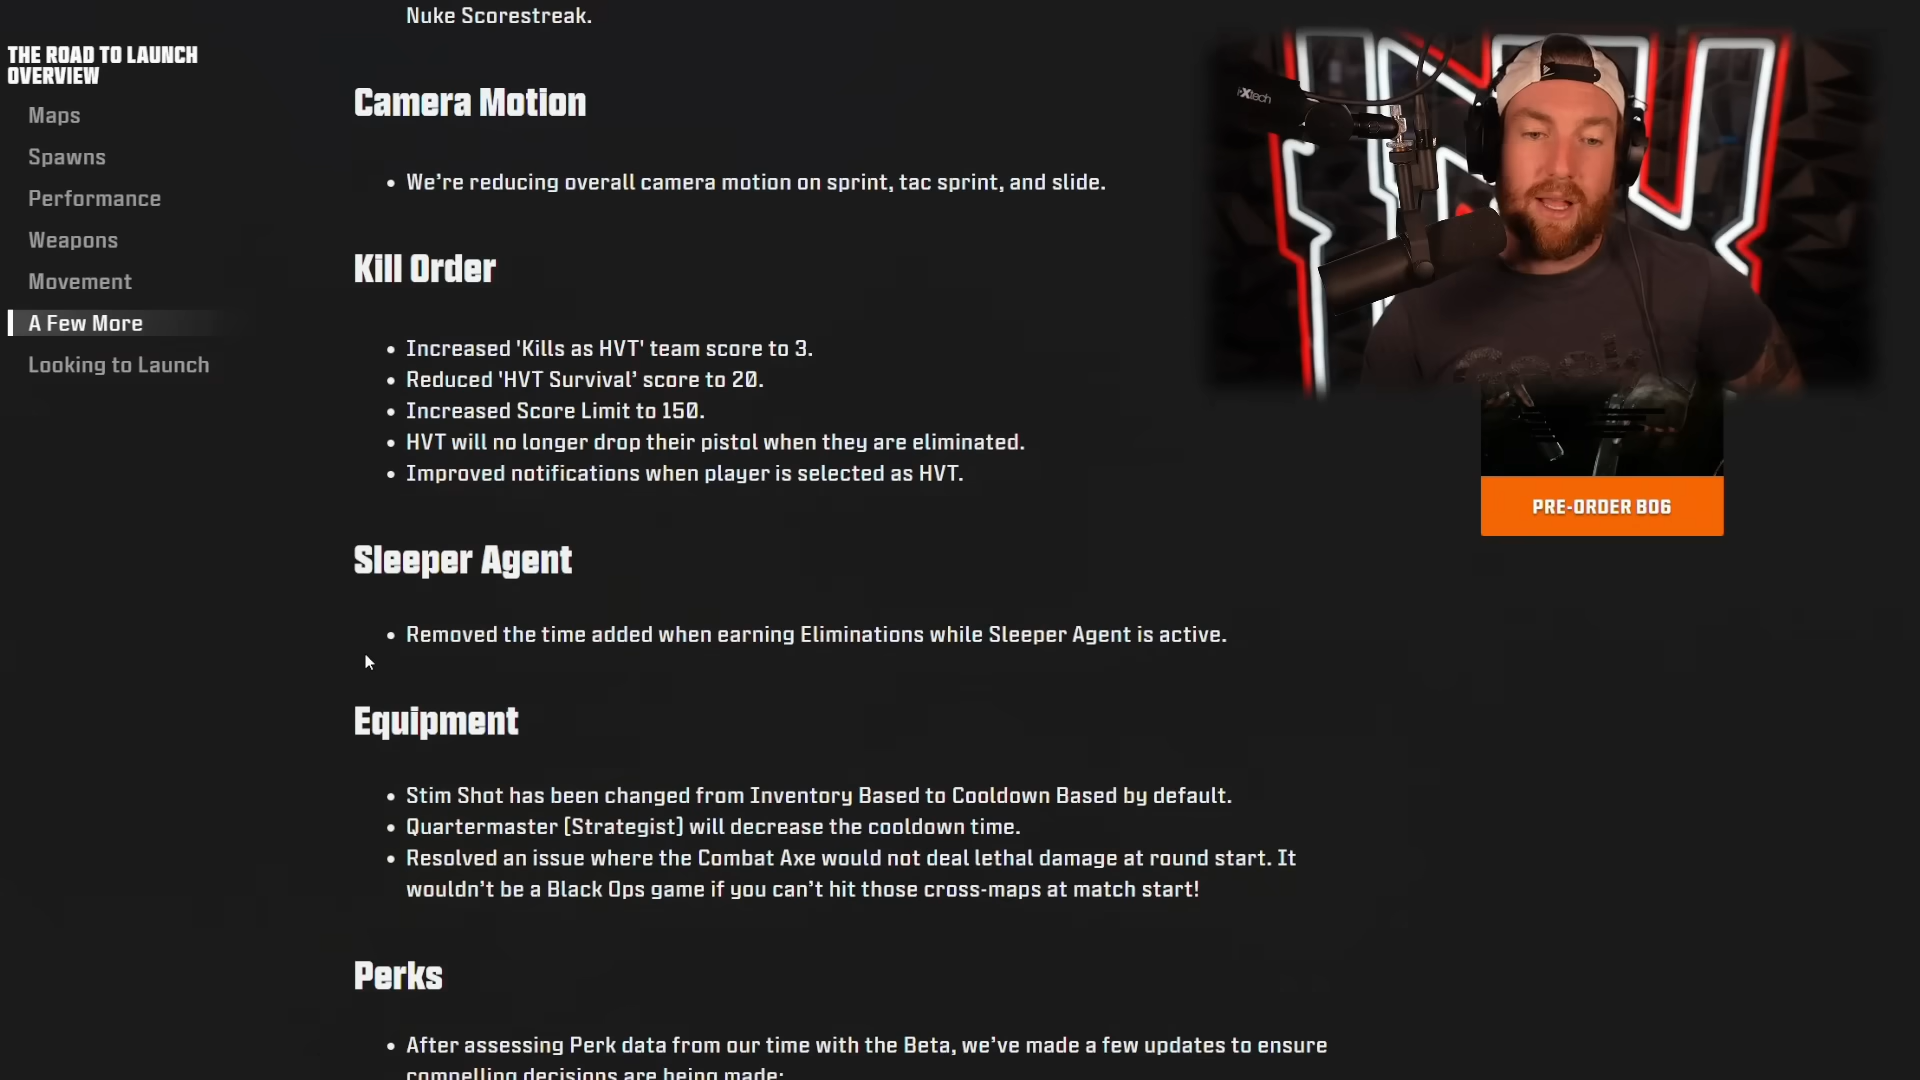 Nuke Scorestreak.
THE ROAD TO LAUNCH
OVERVIEW
Maps
Spawns
Performance
Weapons
Movement
A Few More
Looking to Launch
Camera Motion
• We’re reducing overall camera motion on sprint, tac sprint, and slide.
Kill Order
• Increased 'Kills as HVT' team score to 3.
• Reduced 'HVT Survival’ score to 20.
• Increased Score Limit to 150.
• HVT will no longer drop their pistol when they are eliminated.
• Improved notifications when player is selected as HVT.
Sleeper Agent
• Removed the time added when earning Eliminations while Sleeper Agent is active.
Equipment
• Stim Shot has been changed from Inventory Based to Cooldown Based by default.
• Quartermaster [Strategist] will decrease the cooldown time.
• Resolved an issue where the Combat Axe would not deal lethal damage at round start. It
wouldn’t be a Black Ops game if you can’t hit those cross-maps at match start!
Perks
• After assessing Perk data from our time with the Beta, we’ve made a few updates to ensure
compelling decisions are being made:
PRE-ORDER BO6